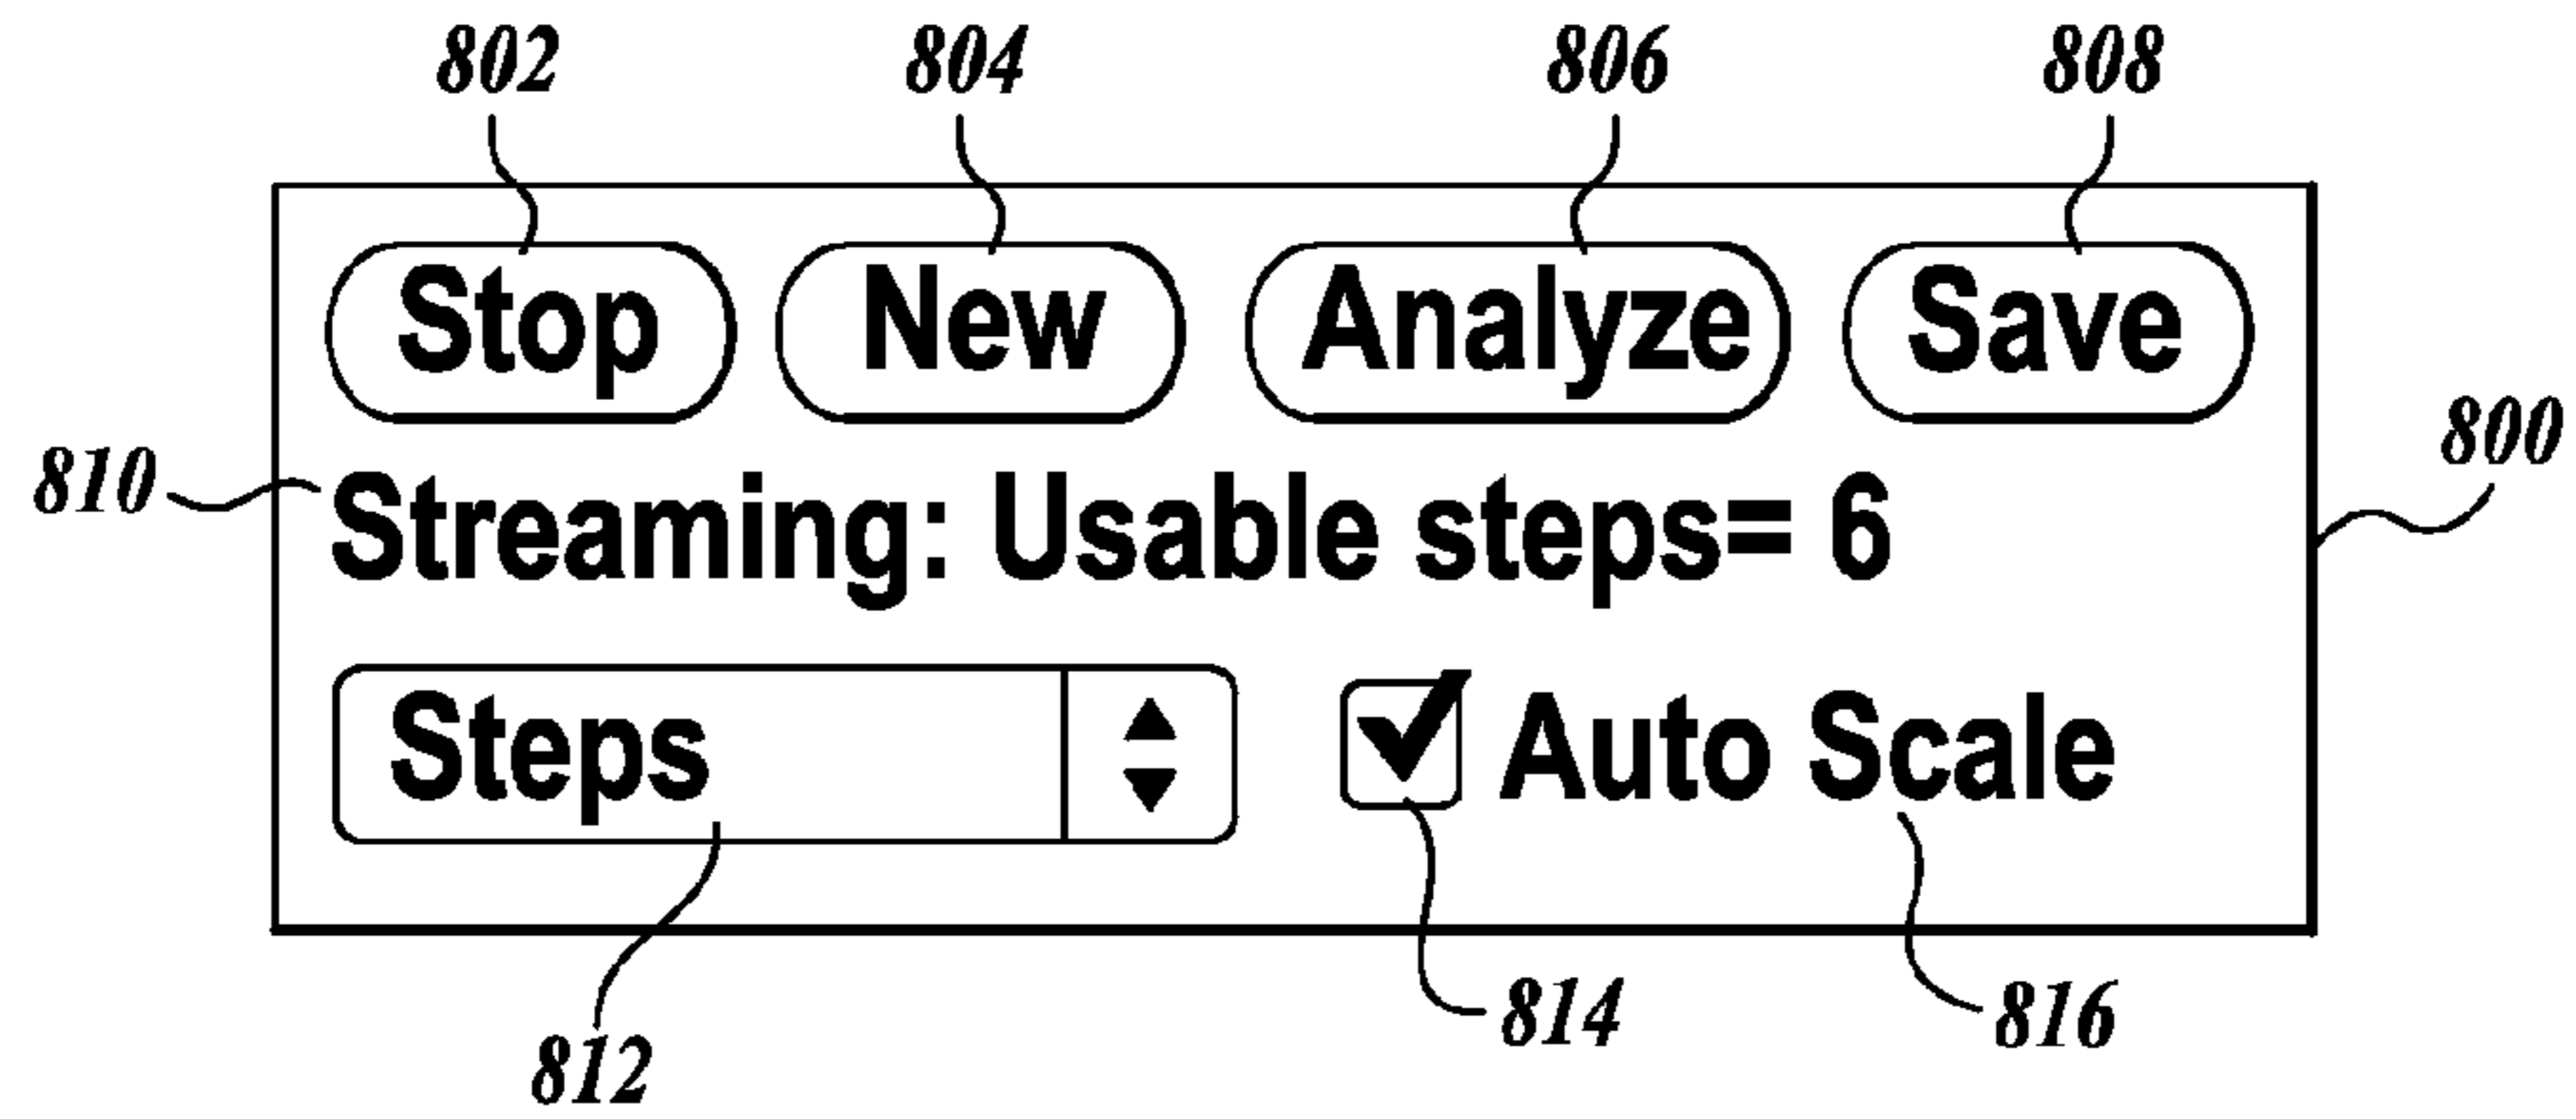 802 804 806 808
Stop New Analyze Save
800
810 Streaming: Usable steps= 6
Steps Auto Scale
812 814 816